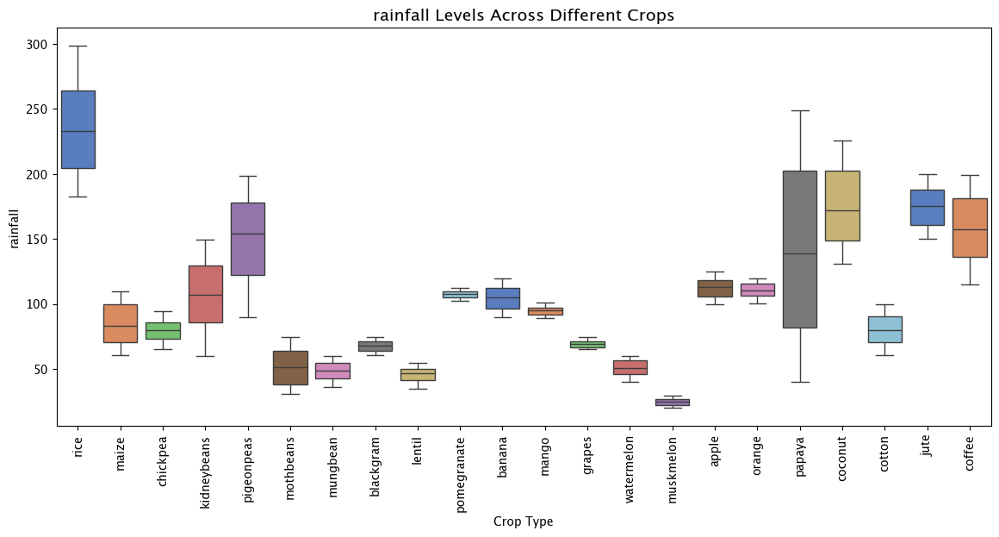 rainfall Levels Across Different Crops
300
250
200
150
100
50
rainfall
rice
maize
chickpea
kidneybeans
pigeonpeas
mothbeans
mungbean
blackgram
lentil
pomegranate
banana
mango
grapes
watermelon
muskmelon
apple
orange
papaya
coconut
cotton
jute
coffee
Crop Type